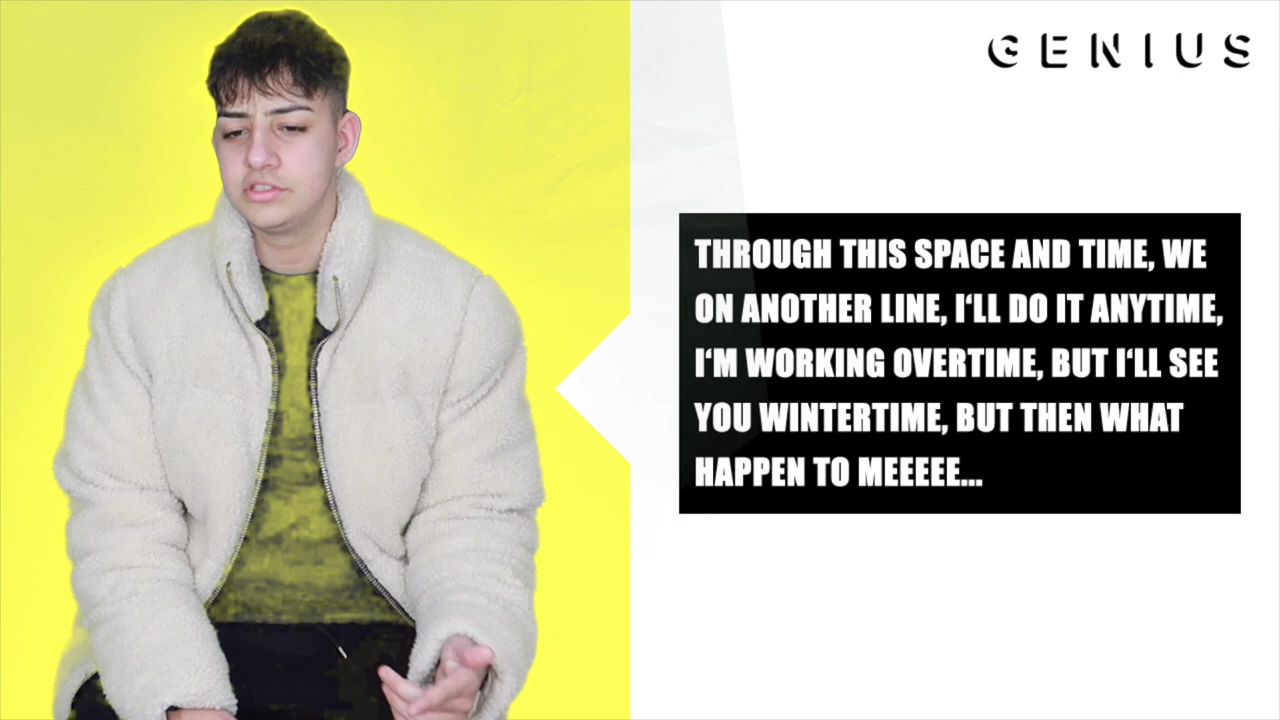 GENIUS
THROUGH THIS SPACE AND TIME, WE
ON ANOTHER LINE, I‘LL DO IT ANYTIME,
I‘M WORKING OVERTIME, BUT I‘LL SEE
YOU WINTERTIME, BUT THEN WHAT
HAPPEN TO MEEEEE...